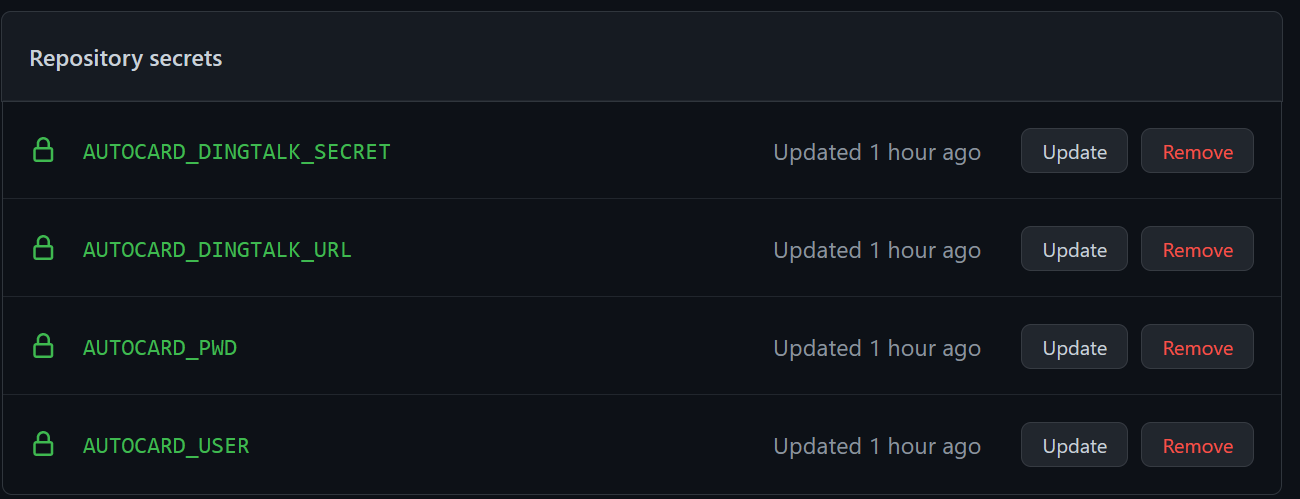 Repository secrets
AUTOCARD_DINGTALK_SECRET Updated 1 hour ago Update Remove
AUTOCARD_DINGTALK_URL Updated 1 hour ago Update Remove
AUTOCARD_PWD Updated 1 hour ago Update Remove
AUTOCARD_USER Updated 1 hour ago Update Remove